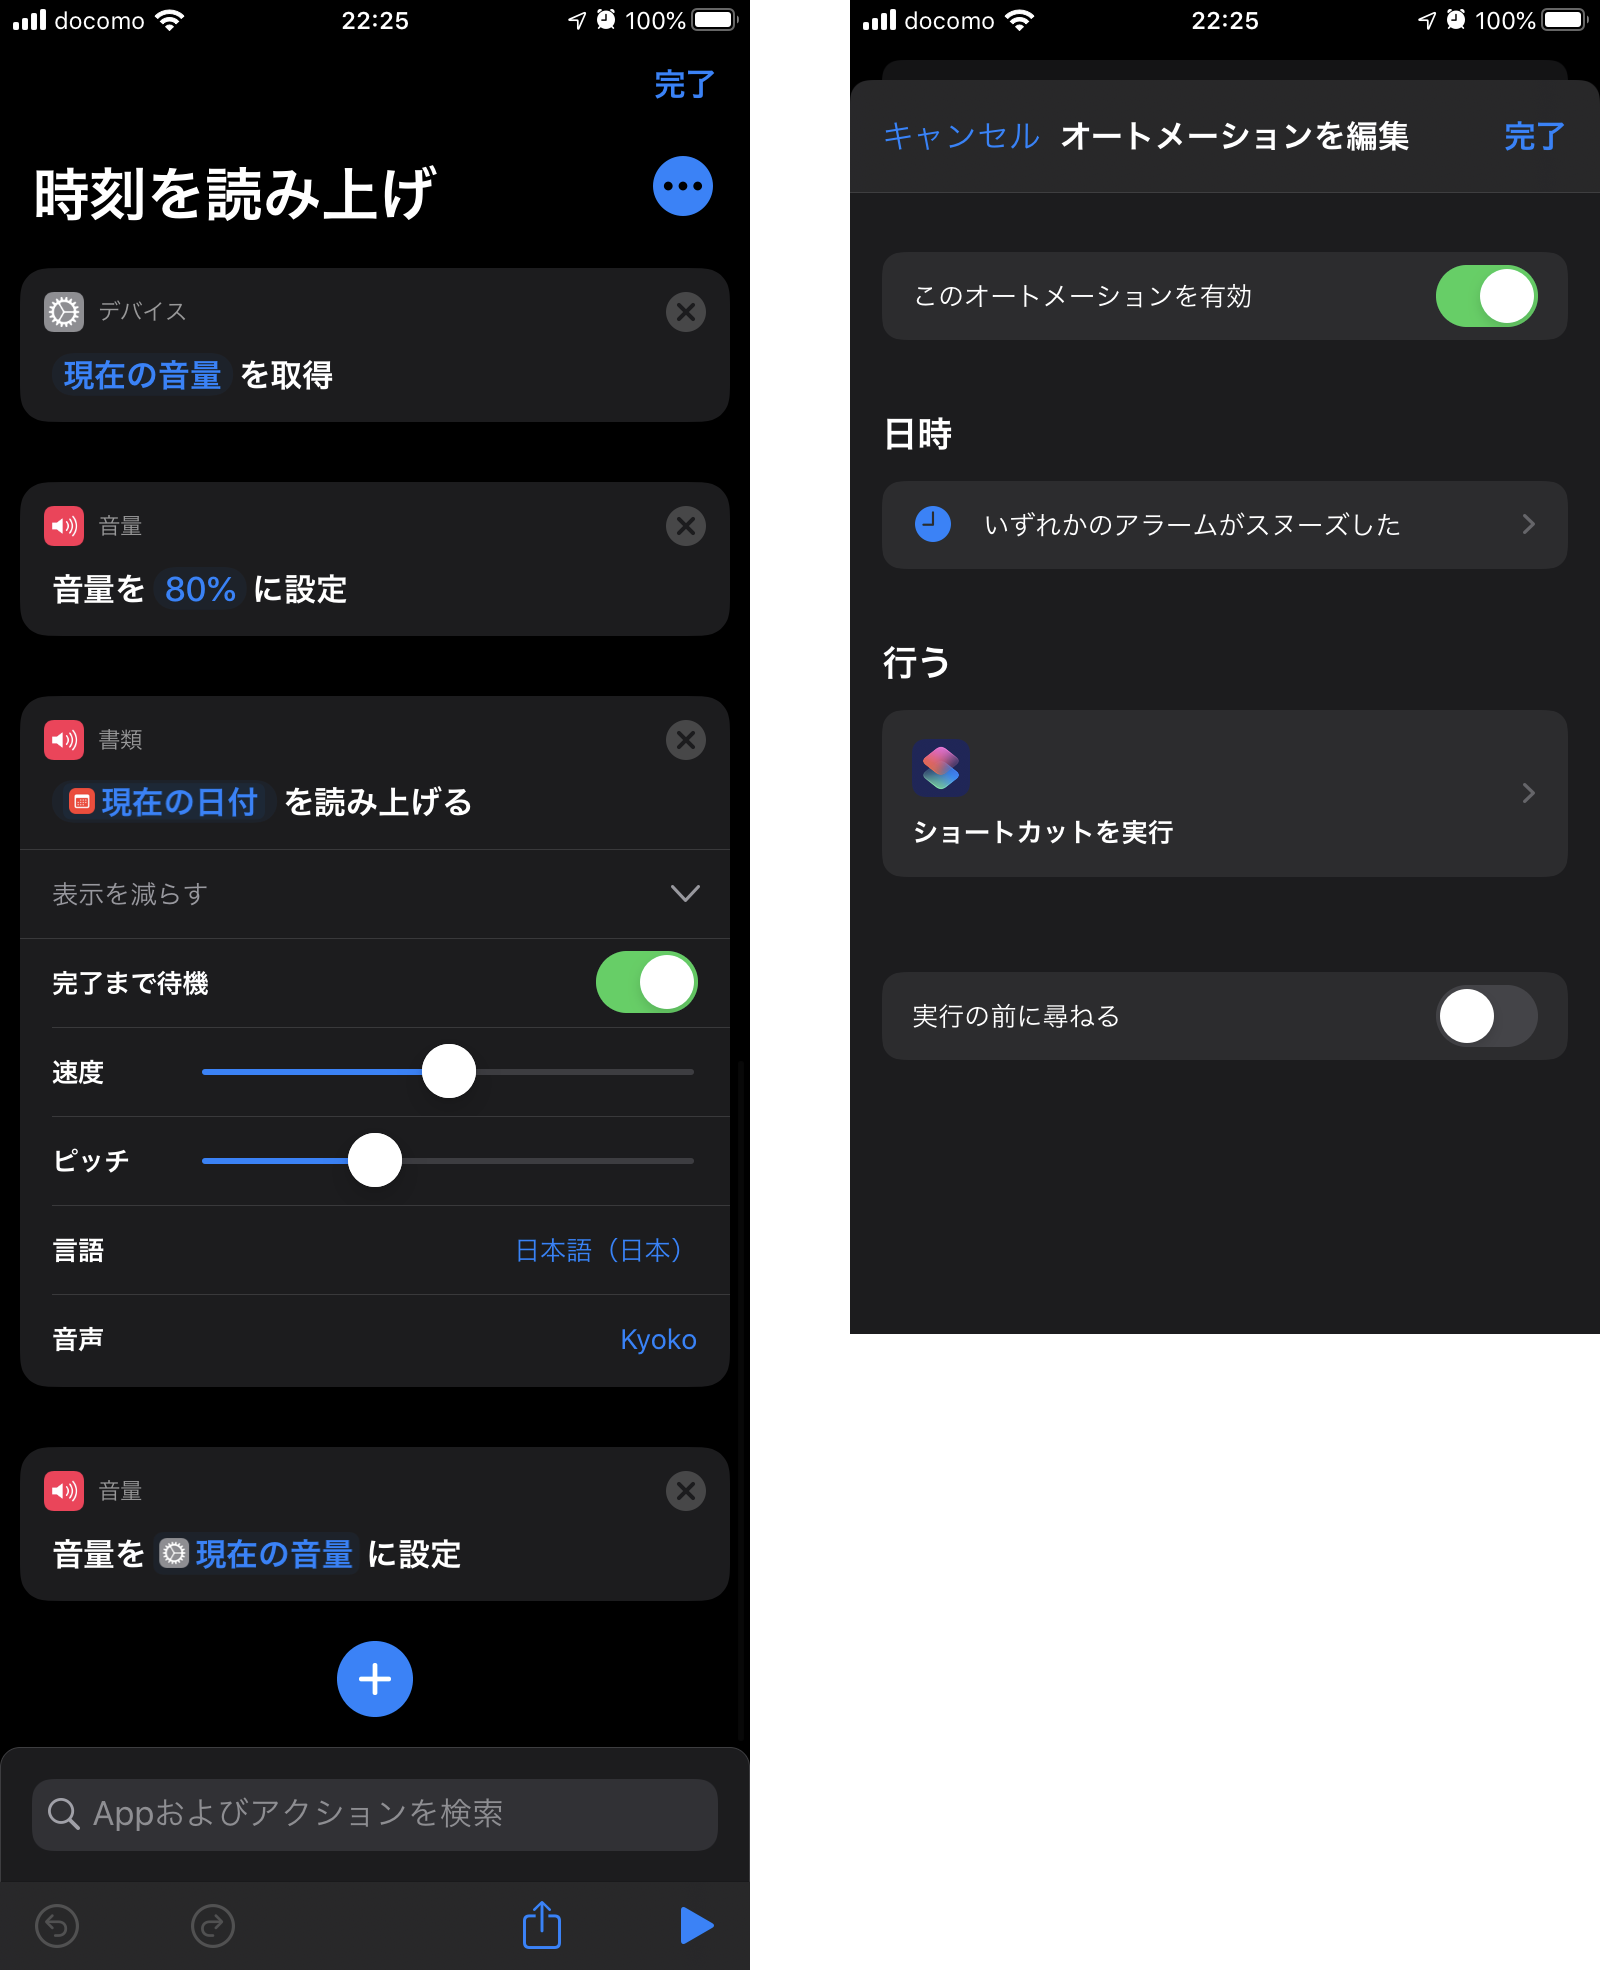 docomo 22:25 100%
完了
時刻を読み上げ
デバイス
現在の音量 を取得
音量
音量を 80% に設定
書類
現在の日付 を読み上げる
表示を減らす
完了まで待機
速度
ピッチ
言語 日本語（日本）
音声 Kyoko
音量
音量を 現在の音量 に設定
Appおよびアクションを検索
docomo 22:25 100%
キャンセル オートメーションを編集 完了
このオートメーションを有効
日時
いずれかのアラームがスヌーズした
行う
ショートカットを実行
実行の前に尋ねる